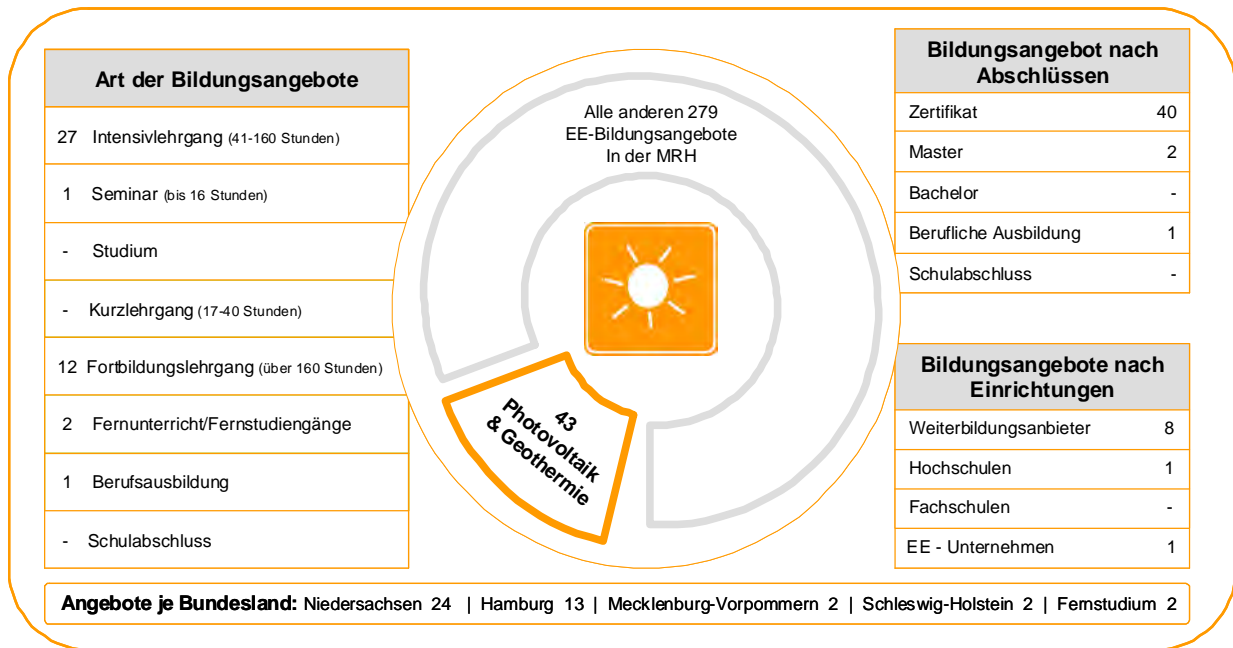 Art der Bildungsangebote
27 Intensivlehrgang (41-160 Stunden)
1 Seminar (bis 16 Stunden)
- Studium
- Kurzlehrgang (17-40 Stunden)
12 Fortbildungslehrgang (über 160 Stunden)
2 Fernunterricht/Fernstudiengänge
1 Berufsausbildung
- Schulabschluss
Alle anderen 279
EE-Bildungsangebote
In der MRH
43
Photovoltaik
& Geothermie
Bildungsangebot nach
Abschlüssen
Zertifikat 40
Master 2
Bachelor -
Berufliche Ausbildung 1
Schulabschluss -
Bildungsangebote nach
Einrichtungen
Weiterbildungsanbieter 8
Hochschulen 1
Fachschulen -
EE - Unternehmen 1
Angebote je Bundesland: Niedersachsen 24 | Hamburg 13 | Mecklenburg-Vorpommern 2 | Schleswig-Holstein 2 | Fernstudium 2